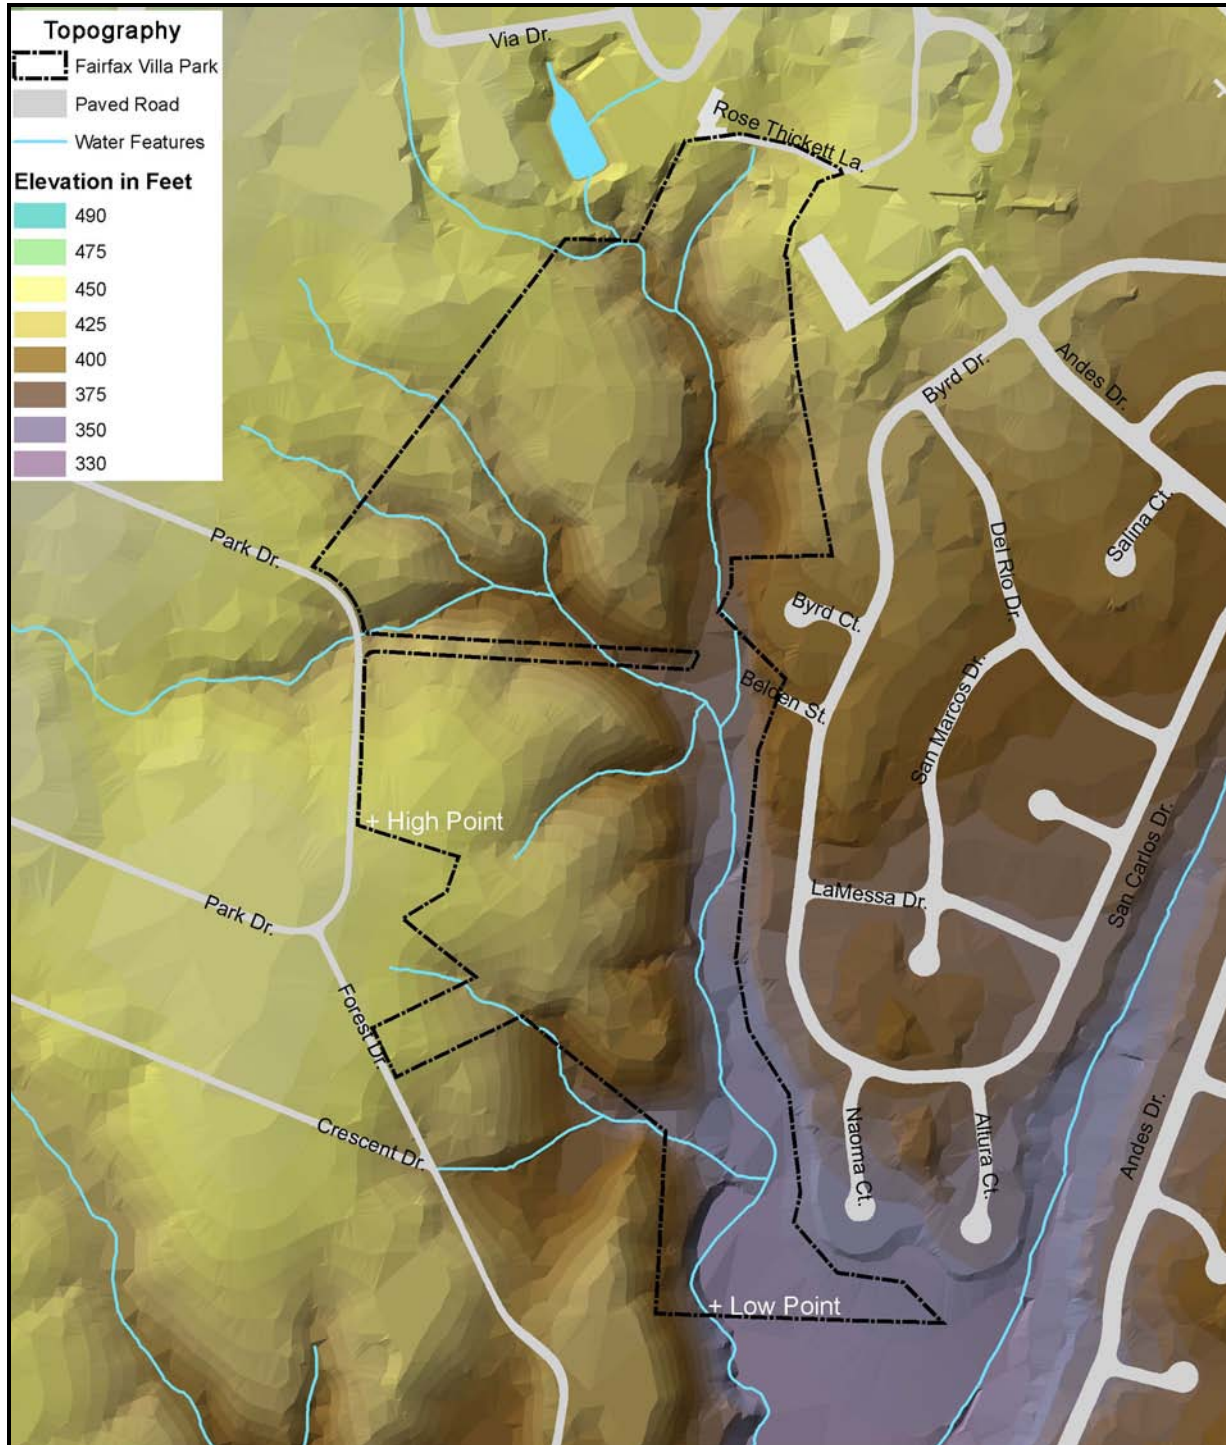 Topography
Fairfax Villa Park
Paved Road
Water Features
Elevation in Feet
490
475
450
425
400
375
350
330
Via Dr.
Rose Thickett La.
Byrd Dr.
Andes Dr.
Park Dr.
Del Rio Dr.
Salina Ct.
Byrd Ct.
Belden St.
San Marcos Dr.
+ High Point
San Carlos Dr.
LaMessa Dr.
Park Dr.
Forest Dr.
Crescent Dr.
Naoma Ct.
Alltura Ct.
Andes Dr.
+ Low Point